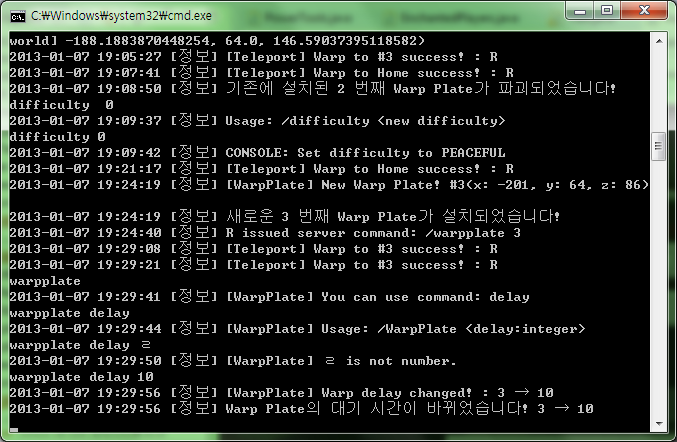 C:₩Windows₩system32₩cmd.exe
world] -188.1883870448254, 64.0, 146.59037395118582>
2013-01-07 19:05:27 [정보] [Teleport] Warp to #3 success! : R
2013-01-07 19:07:41 [정보] [Teleport] Warp to Home success! : R
2013-01-07 19:08:50 [정보] 기존에 설치된 2 번째 Warp Plate가 파괴되었습니다!
difficulty  0
2013-01-07 19:09:37 [정보] Usage: /difficulty <new difficulty>
difficulty 0
2013-01-07 19:09:42 [정보] CONSOLE: Set difficulty to PEACEFUL
2013-01-07 19:21:17 [정보] [Teleport] Warp to Home success! : R
2013-01-07 19:24:19 [정보] [WarpPlate] New Warp Plate! #3(x: -201, y: 64, z: 86)
2013-01-07 19:24:19 [정보] 새로운 3 번째 Warp Plate가 설치되었습니다!
2013-01-07 19:24:40 [정보] R issued server command: /warpplate 3
2013-01-07 19:29:08 [정보] [Teleport] Warp to #3 success! : R
2013-01-07 19:29:21 [정보] [Teleport] Warp to #3 success! : R
warpplate
2013-01-07 19:29:41 [정보] [WarpPlate] You can use command: delay
warpplate delay
2013-01-07 19:29:44 [정보] [WarpPlate] Usage: /WarpPlate <delay:integer>
warpplate delay ㄹ
2013-01-07 19:29:50 [정보] [WarpPlate] ㄹ is not number.
warpplate delay 10
2013-01-07 19:29:56 [정보] [WarpPlate] Warp delay changed! : 3 → 10
2013-01-07 19:29:56 [정보] Warp Plate의 대기 시간이 바뀌었습니다! 3 → 10